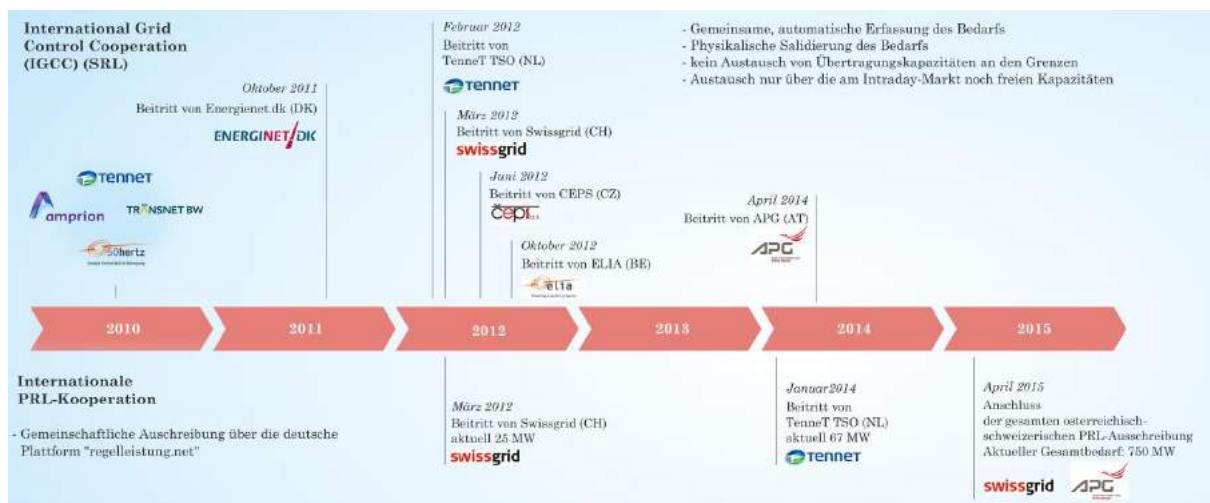 International Grid
Control Cooperation
(IGCC) (SRL)
Oktober 2011
Beitritt von Energienet.dk (DK)
ENERGINET/DK
TENNET
amprion
TRANSNET BW
50hertz
Februar 2012
Beitritt von
TenneT TSO (NL)
TENNET
März 2012
Beitritt von Swissgrid (CH)
swissgrid
Juni 2012
Beitritt von CEPS (CZ)
čeps
Oktober 2012
Beitritt von ELIA (BE)
elia
- Gemeinsame, automatische Erfassung des Bedarfs
- Physikalische Salidierung des Bedarfs
- kein Austausch von Übertragungskapazitäten an den Grenzen
- Austausch nur über die am Intraday-Markt noch freien Kapazitäten
April 2014
Beitritt von APG (AT)
APG
2010
2011
2012
2013
2014
2015
Internationale
PRL-Kooperation
- Gemeinschaftliche Auschreibung über die deutsche
Plattform "regelleistung.net"
März 2012
Beitritt von Swissgrid (CH)
aktuell 25 MW
swissgrid
Januar2014
Beitritt von
TenneT TSO (NL)
aktuell 67 MW
TENNET
April 2015
Anschluss
der gesamten osterreichisch-
schweizerischen PRL-Ausschreibung
Aktueller Gesamtbedarf: 750 MW
swissgrid
APG